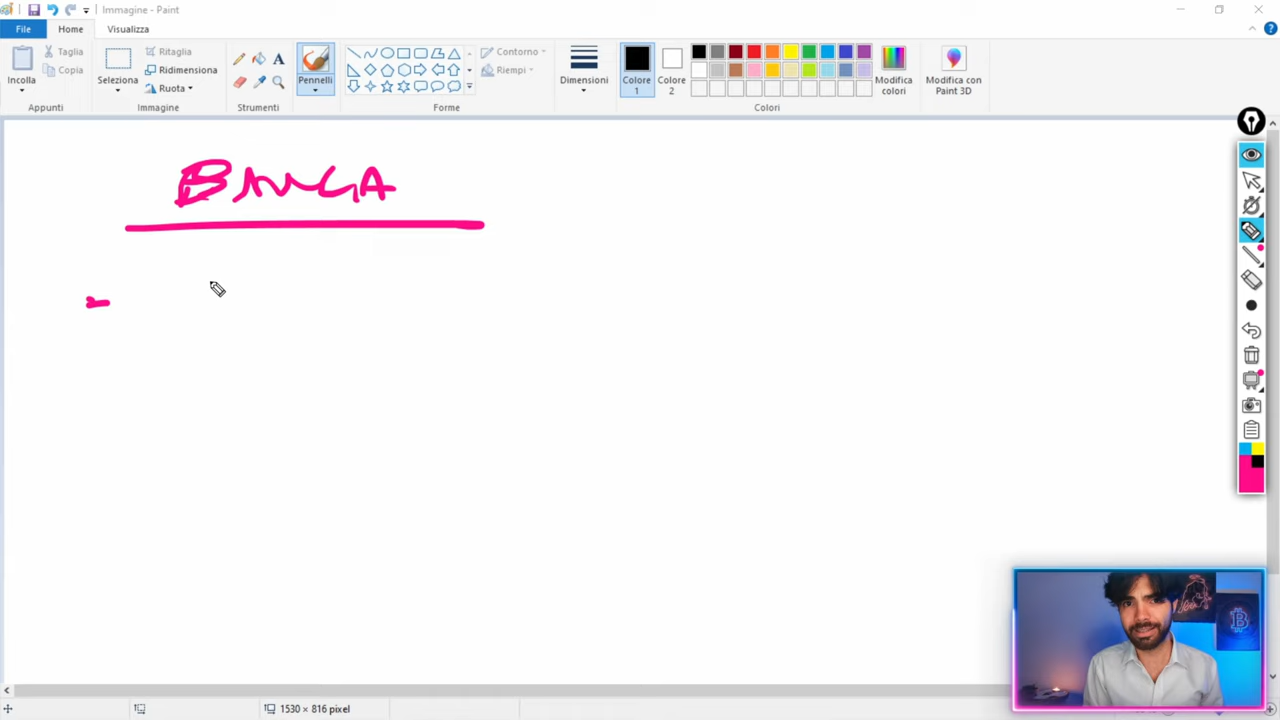 Immagine - Paint
File Home Visualizza
Incolla Taglia Copia Seleziona Ritaglia Ridimensiona Ruota Pennelli Contorno Riempi Dimensioni Colore 1 Colore 2 Modifica colori Modifica con Paint 3D
Appunti Immagine Strumenti Forme Colori
BANCA
-
1530 × 816 pixel